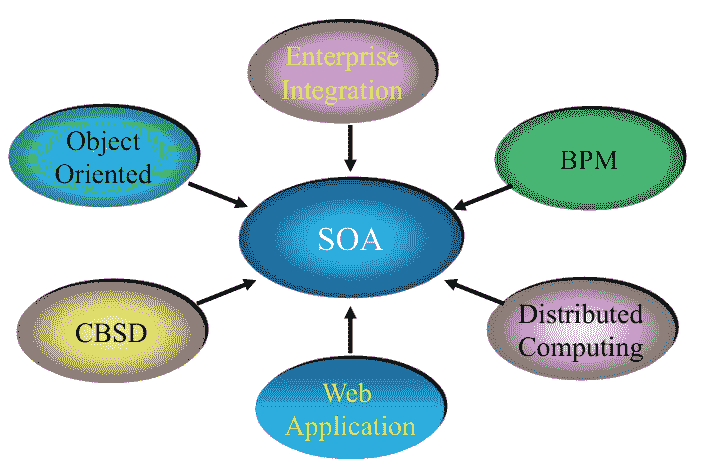 Enterprise
Integration
Object
Oriented
BPM
SOA
CBSD
Distributed
Computing
Web
Application